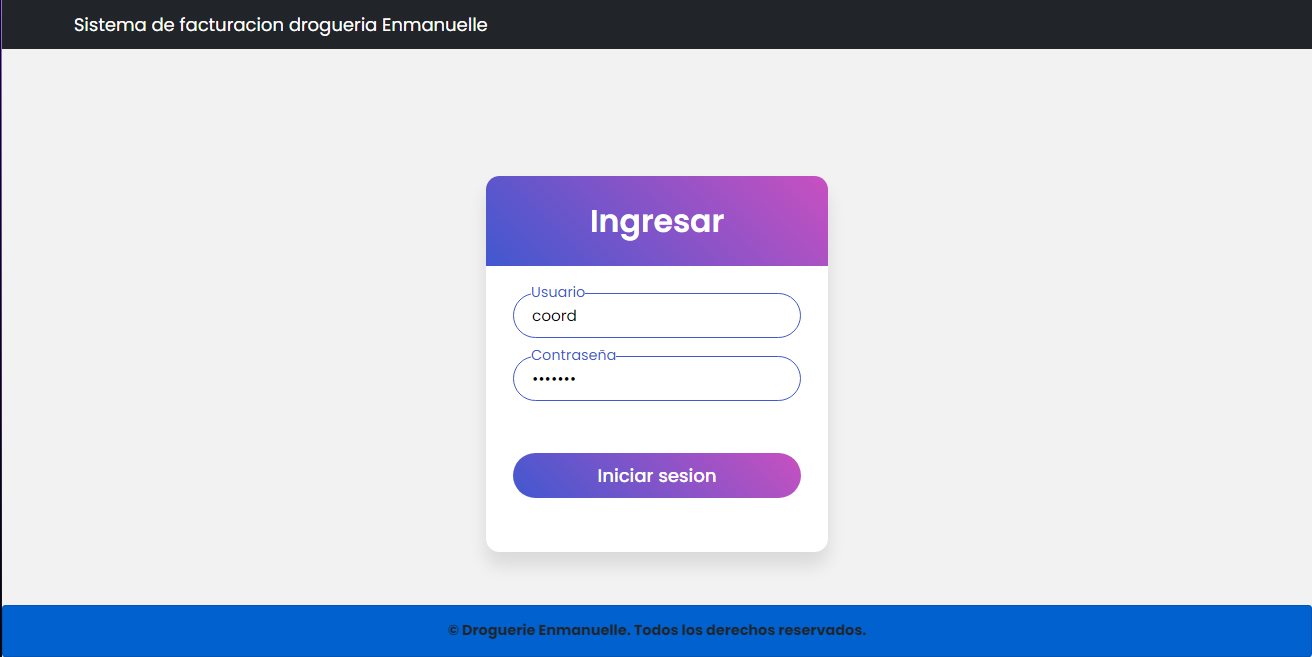 Sistema de facturacion drogueria Enmanuelle
Ingresar
Usuario
coord
Contraseña
•••••••
Iniciar sesion
© Droguerie Enmanuelle. Todos los derechos reservados.